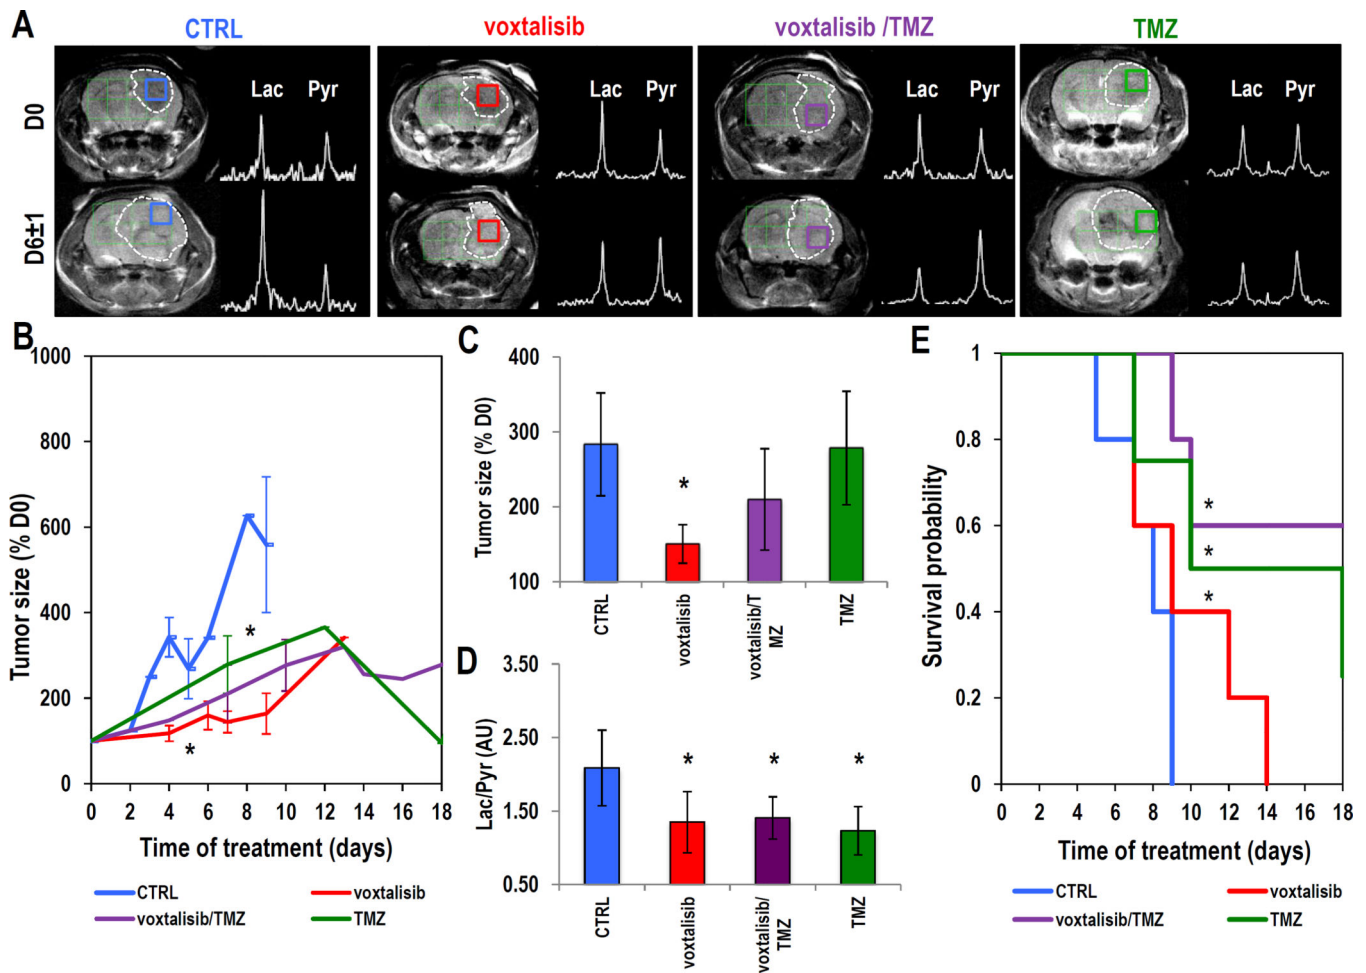 A
CTRL
voxtalisib
voxtalisib /TMZ
TMZ
D0
Lac Pyr
Lac Pyr
Lac Pyr
Lac Pyr
D6±1
B
Tumor size (% D0)
1000
800
600
400
200
0
*
*
0 2 4 6 8 10 12 14 16 18
Time of treatment (days)
CTRL
voxtalisib
voxtalisib/TMZ
TMZ
C
Tumor size (% D0)
400
300
200
100
*
CTRL
voxtalisib
voxtalisib/T
MZ
TMZ
D
Lac/Pyr (AU)
3.50
2.50
1.50
0.50
*
*
*
CTRL
voxtalisib
voxtalisib/
TMZ
TMZ
E
Survival probability
1
0.8
0.6
0.4
0.2
0
*
*
*
0 2 4 6 8 10 12 14 16 18
Time of treatment (days)
CTRL
voxtalisib
voxtalisib/TMZ
TMZ